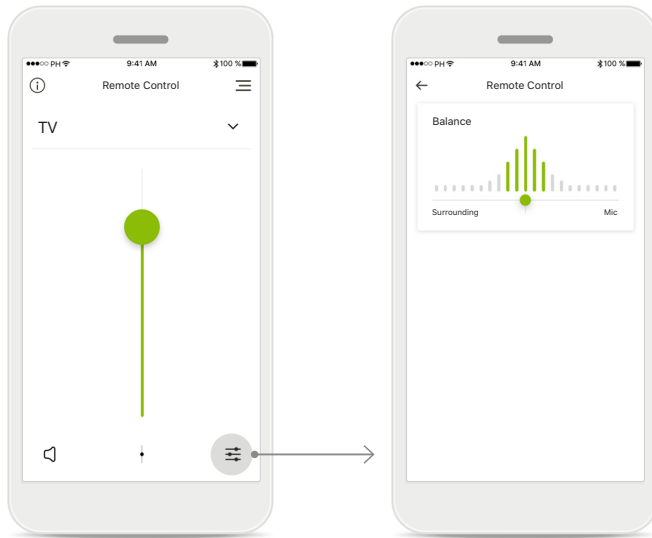 PH 9:41 AM 100 %
Remote Control
TV
PH 9:41 AM 100 %
Remote Control
Balance
Surrounding Mic